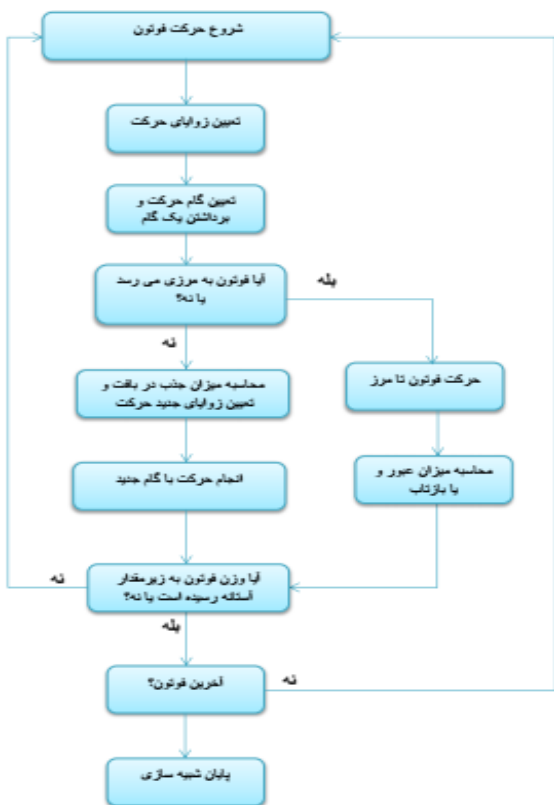 شروع حرکت فوتون
تعیین زوایای حرکت
تعیین گام حرکت و
برداشتن یک گام
آیا فوتون به مرزی می رسد
یا نه؟
بله
نه
محاسبه میزان جذب در بافت و
تعیین زوایای جدید حرکت
حرکت فوتون تا مرز
انجام حرکت با گام جدید
محاسبه میزان عبور و
یا بازتاب
آیا وزن فوتون به زیرمقدار
آستانه رسیده است یا نه؟
نه
بله
آخرین فوتون؟
نه
پایان شبیه سازی